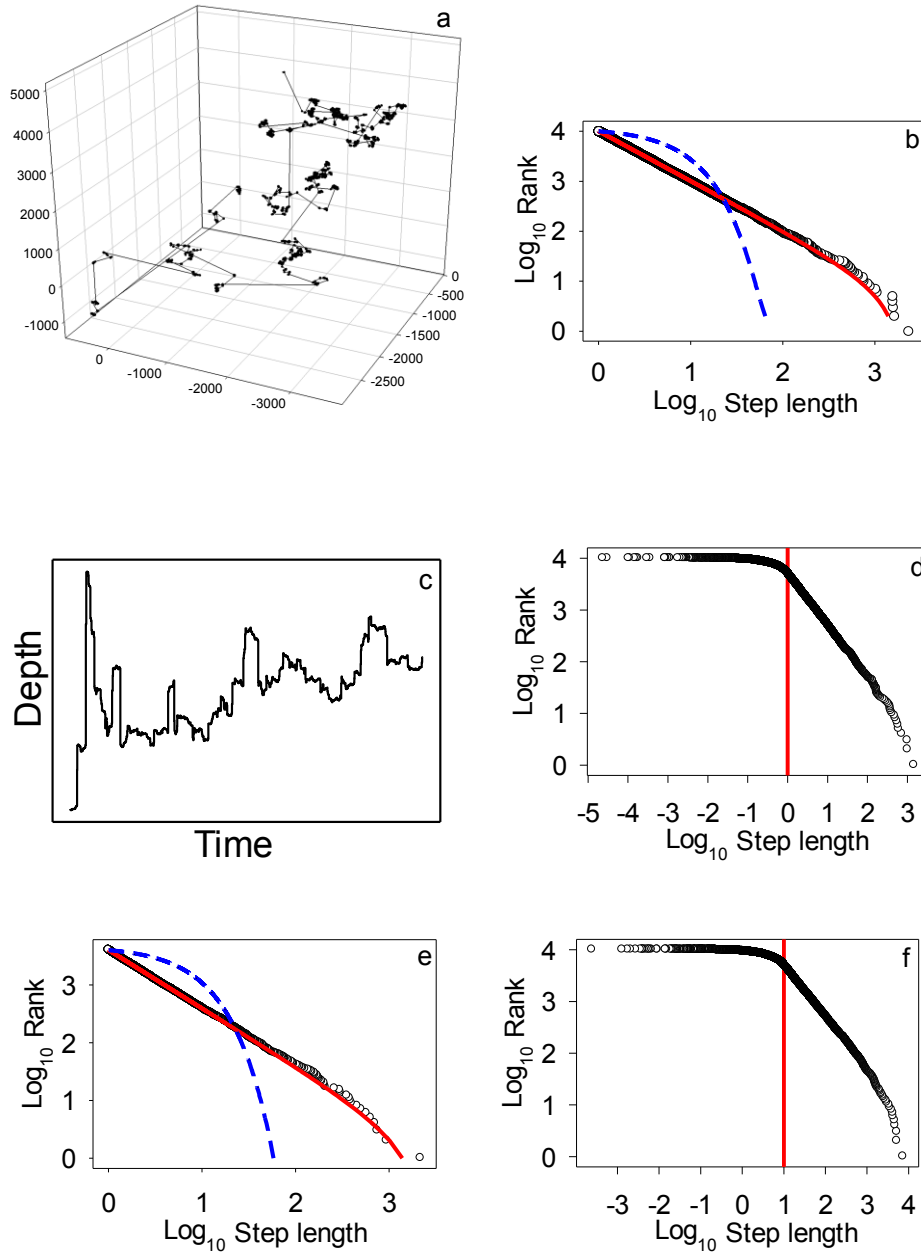 a
5000
4000
3000
2000
1000
0
-1000
0
-1000
-2000
-3000
0
-500
-1000
-1500
-2000
-2500
b
4
3
2
1
0
Log10 Rank
0 1 2 3
Log10 Step length
c
Depth
Time
d
4
3
2
1
0
Log10 Rank
-5 -4 -3 -2 -1 0 1 2 3
Log10 Step length
e
3
2
1
0
Log10 Rank
0 1 2 3
Log10 Step length
f
4
3
2
1
0
Log10 Rank
-3 -2 -1 0 1 2 3 4
Log10 Step length